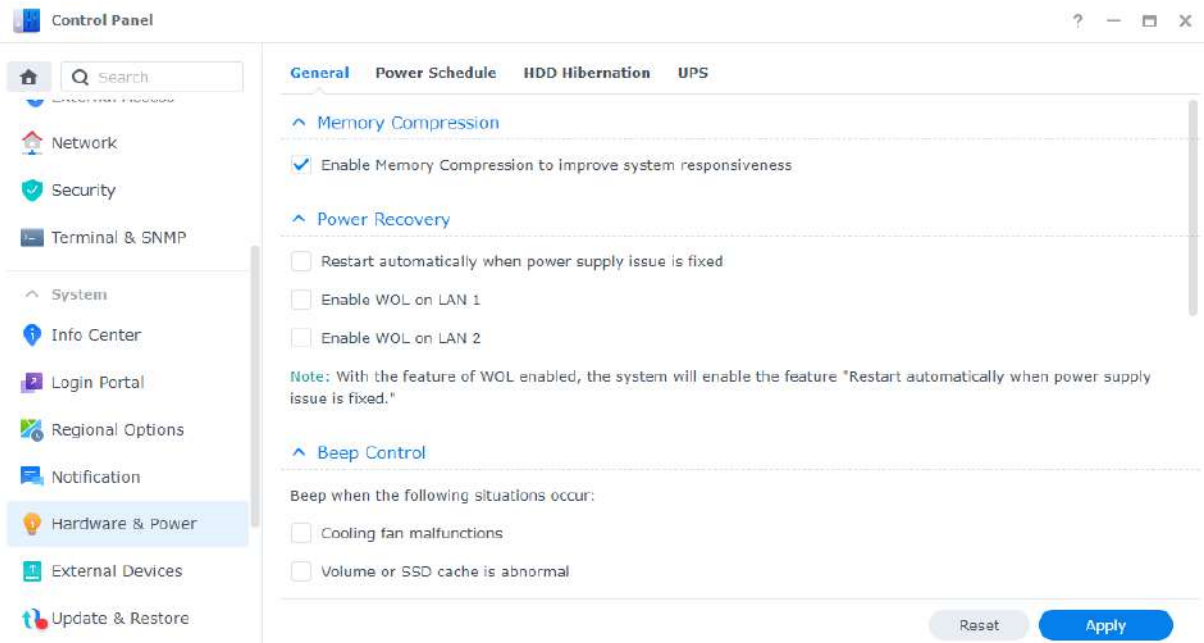 Control Panel
?
Search
General Power Schedule HDD Hibernation UPS
Network
Security
Terminal & SNMP
System
Info Center
Login Portal
Regional Options
Notification
Hardware & Power
External Devices
Update & Restore
Memory Compression
Enable Memory Compression to improve system responsiveness
Power Recovery
Restart automatically when power supply issue is fixed
Enable WOL on LAN 1
Enable WOL on LAN 2
Note: With the feature of WOL enabled, the system will enable the feature "Restart automatically when power supply
issue is fixed."
Beep Control
Beep when the following situations occur:
Cooling fan malfunctions
Volume or SSD cache is abnormal
Reset Apply